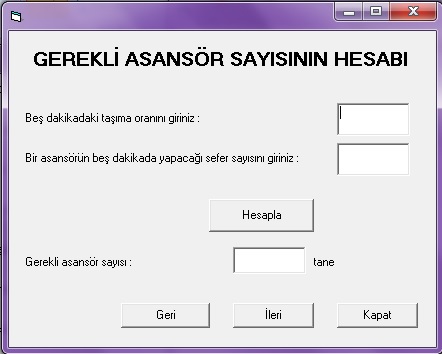 GEREKLİ ASANSÖR SAYISININ HESABI
Beş dakikadaki taşıma oranını giriniz :
Bir asansörün beş dakikada yapacağı sefer sayısını giriniz :
Hesapla
Gerekli asansör sayısı : tane
Geri İleri Kapat